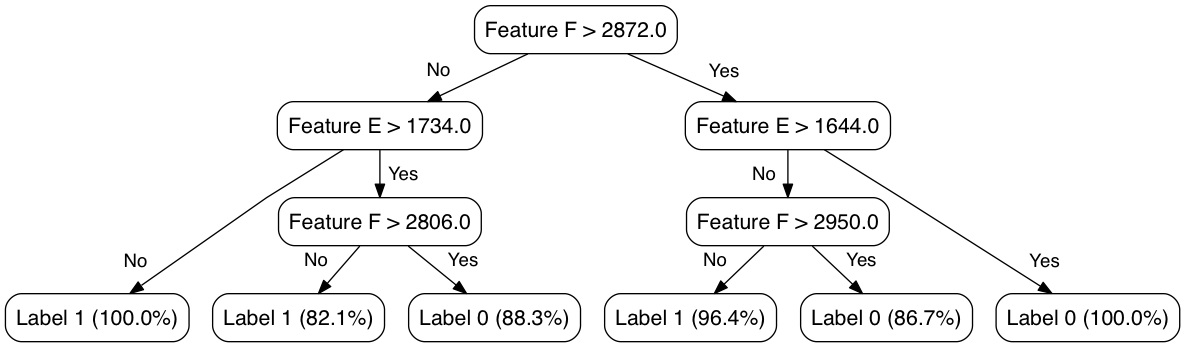 Feature F > 2872.0
No
Yes
Feature E > 1734.0
Feature E > 1644.0
Yes
No
Feature F > 2806.0
Feature F > 2950.0
No
No
Yes
No
Yes
Yes
Label 1 (100.0%)
Label 1 (82.1%)
Label 0 (88.3%)
Label 1 (96.4%)
Label 0 (86.7%)
Label 0 (100.0%)